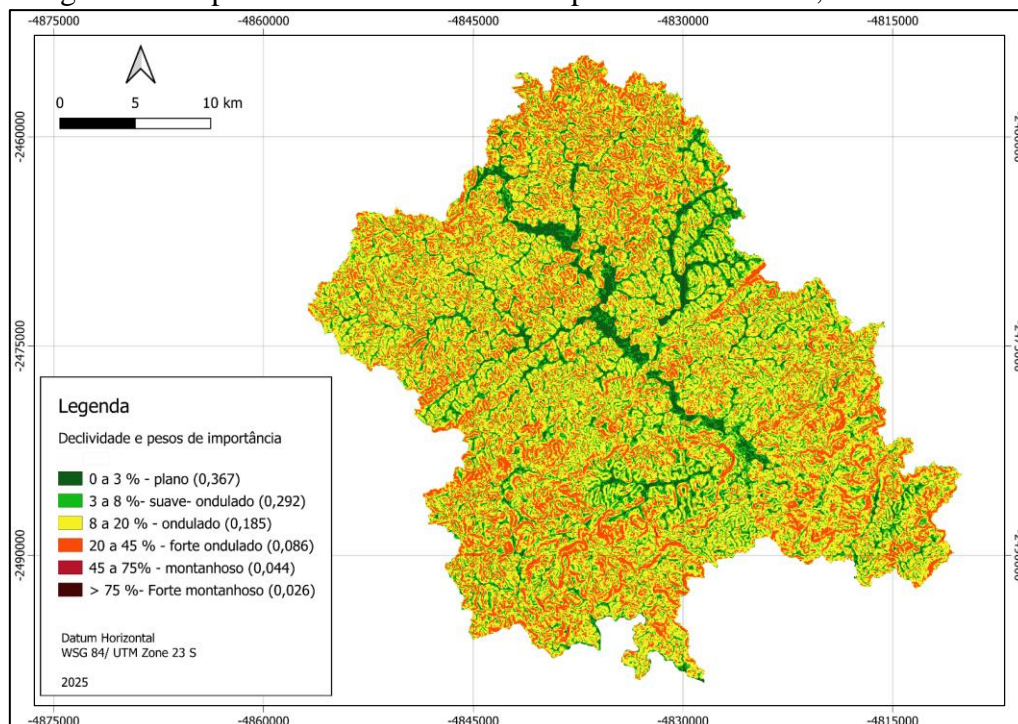 -4875000 -4860000 -4845000 -4830000 -4815000
0 5 10 km
-2460000
-2475000
-2490000
Legenda
Declividade e pesos de importância
0 a 3 % - plano (0,367)
3 a 8 %- suave- ondulado (0,292)
8 a 20 % - ondulado (0,185)
20 a 45 % - forte ondulado (0,086)
45 a 75% - montanhoso (0,044)
> 75 %- Forte montanhoso (0,026)
Datum Horizontal
WSG 84/ UTM Zone 23 S
2025
-4875000 -4860000 -4845000 -4830000 -4815000